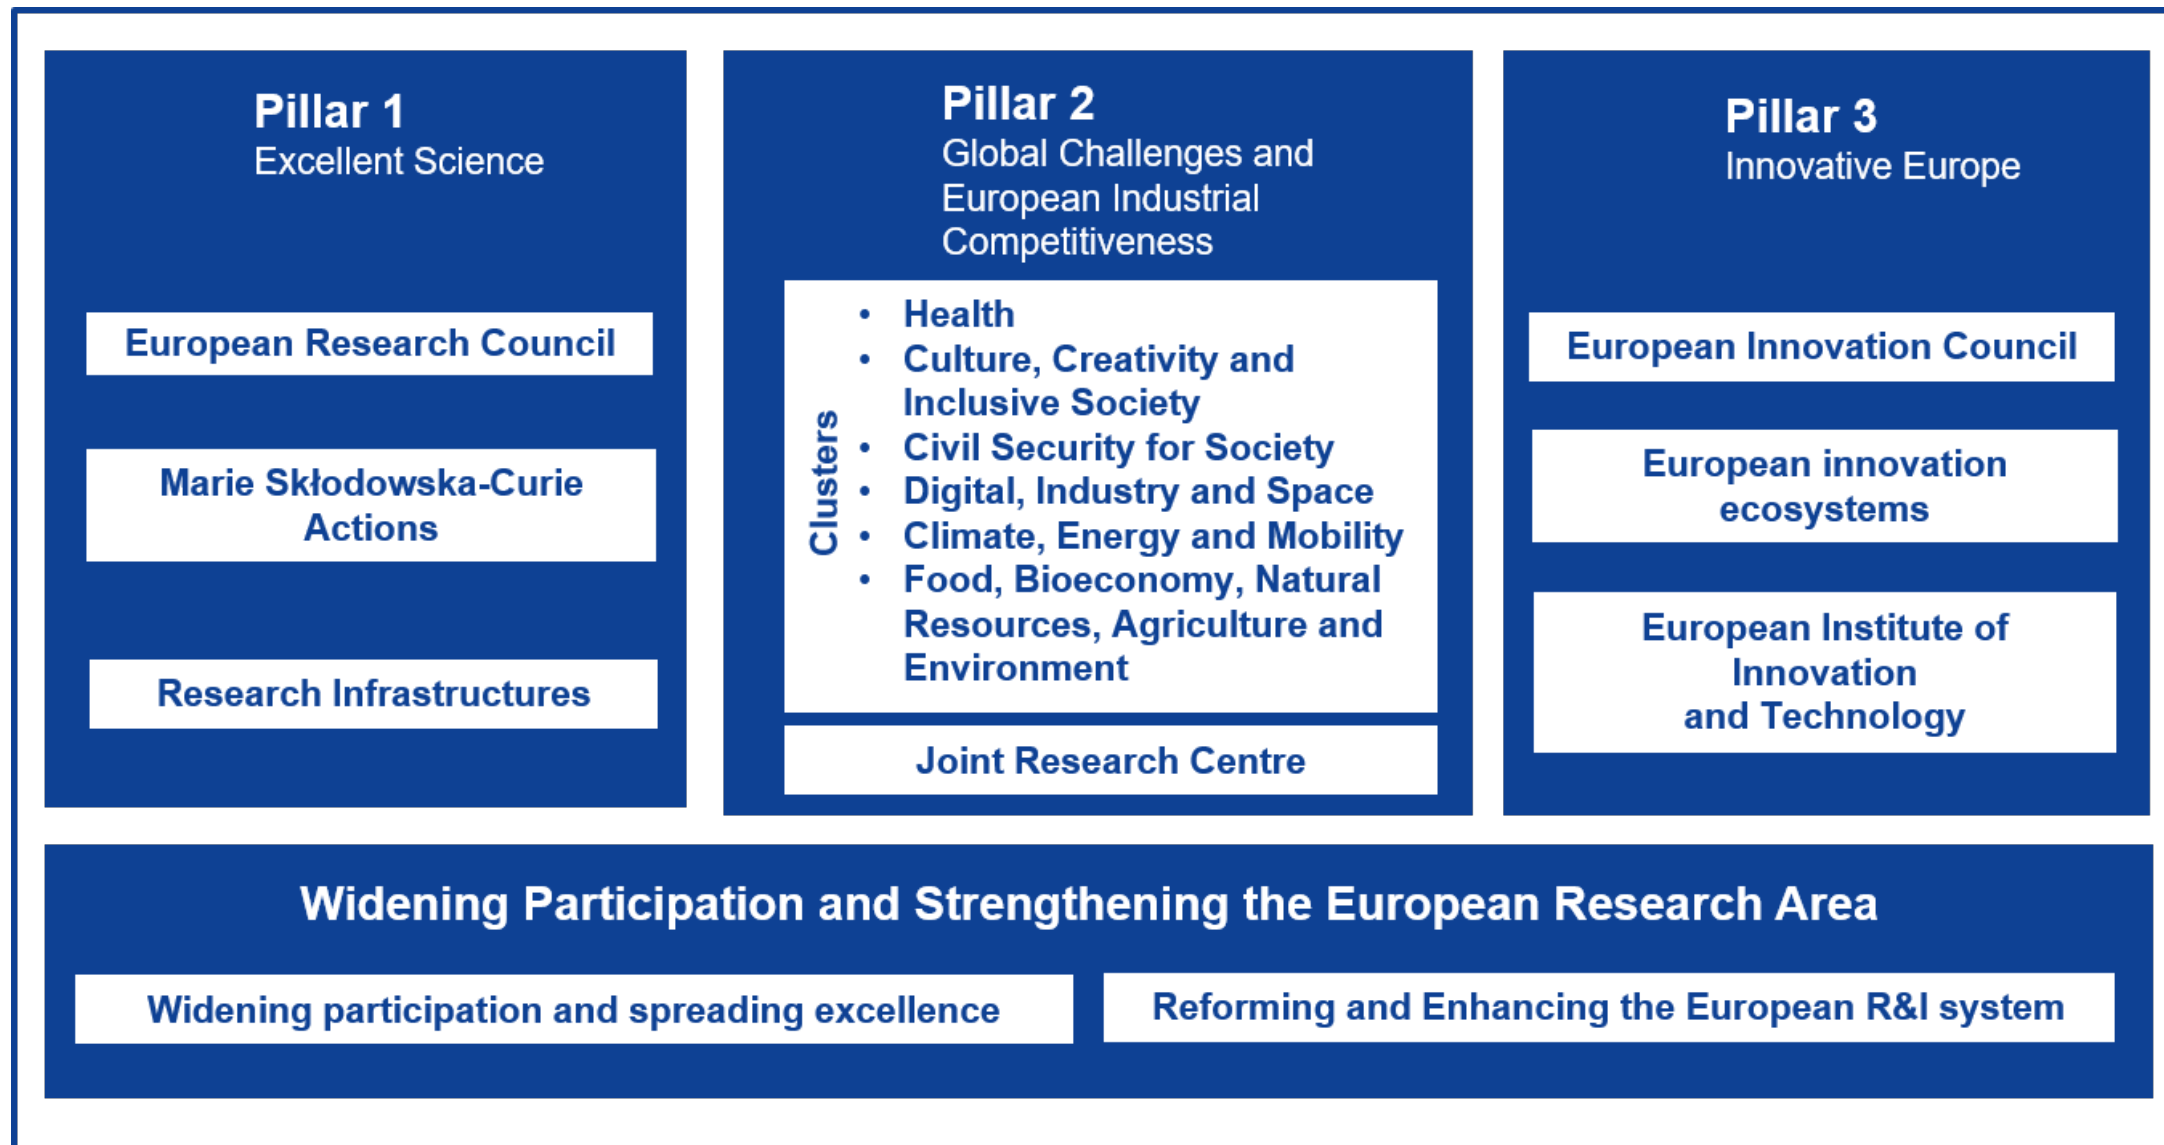 Pillar 1
Excellent Science
European Research Council
Marie Skłodowska-Curie
Actions
Research Infrastructures
Pillar 2
Global Challenges and
European Industrial
Competitiveness
Clusters
• Health
• Culture, Creativity and
Inclusive Society
• Civil Security for Society
• Digital, Industry and Space
• Climate, Energy and Mobility
• Food, Bioeconomy, Natural
Resources, Agriculture and
Environment
Joint Research Centre
Pillar 3
Innovative Europe
European Innovation Council
European innovation
ecosystems
European Institute of
Innovation
and Technology
Widening Participation and Strengthening the European Research Area
Widening participation and spreading excellence
Reforming and Enhancing the European R&I system